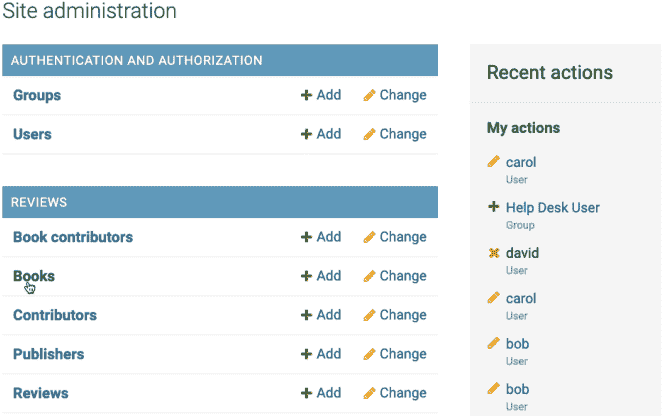 Site administration
AUTHENTICATION AND AUTHORIZATION
Groups Add Change
Users Add Change
REVIEWS
Book contributors Add Change
Books Add Change
Contributors Add Change
Publishers Add Change
Reviews Add Change
Recent actions
My actions
carol
User
Help Desk User
Group
david
User
carol
User
bob
User
bob
User